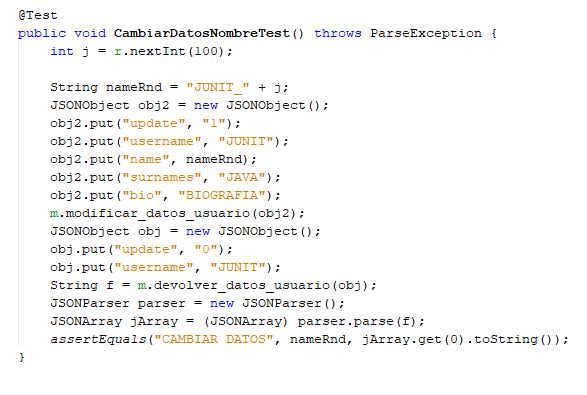 @Test
public void CambiarDatosNombreTest() throws ParseException {
    int j = r.nextInt(100);

    String nameRnd = "JUNIT_" + j;
    JSONObject obj2 = new JSONObject();
    obj2.put("update", "1");
    obj2.put("username", "JUNIT");
    obj2.put("name", nameRnd);
    obj2.put("surnames", "JAVA");
    obj2.put("bio", "BIOGRAFIA");
    m.modificar_datos_usuario(obj2);
    JSONObject obj = new JSONObject();
    obj.put("update", "0");
    obj.put("username", "JUNIT");
    String f = m.devolver_datos_usuario(obj);
    JSONParser parser = new JSONParser();
    JSONArray jArray = (JSONArray) parser.parse(f);
    assertEquals("CAMBIAR DATOS", nameRnd, jArray.get(0).toString());
}